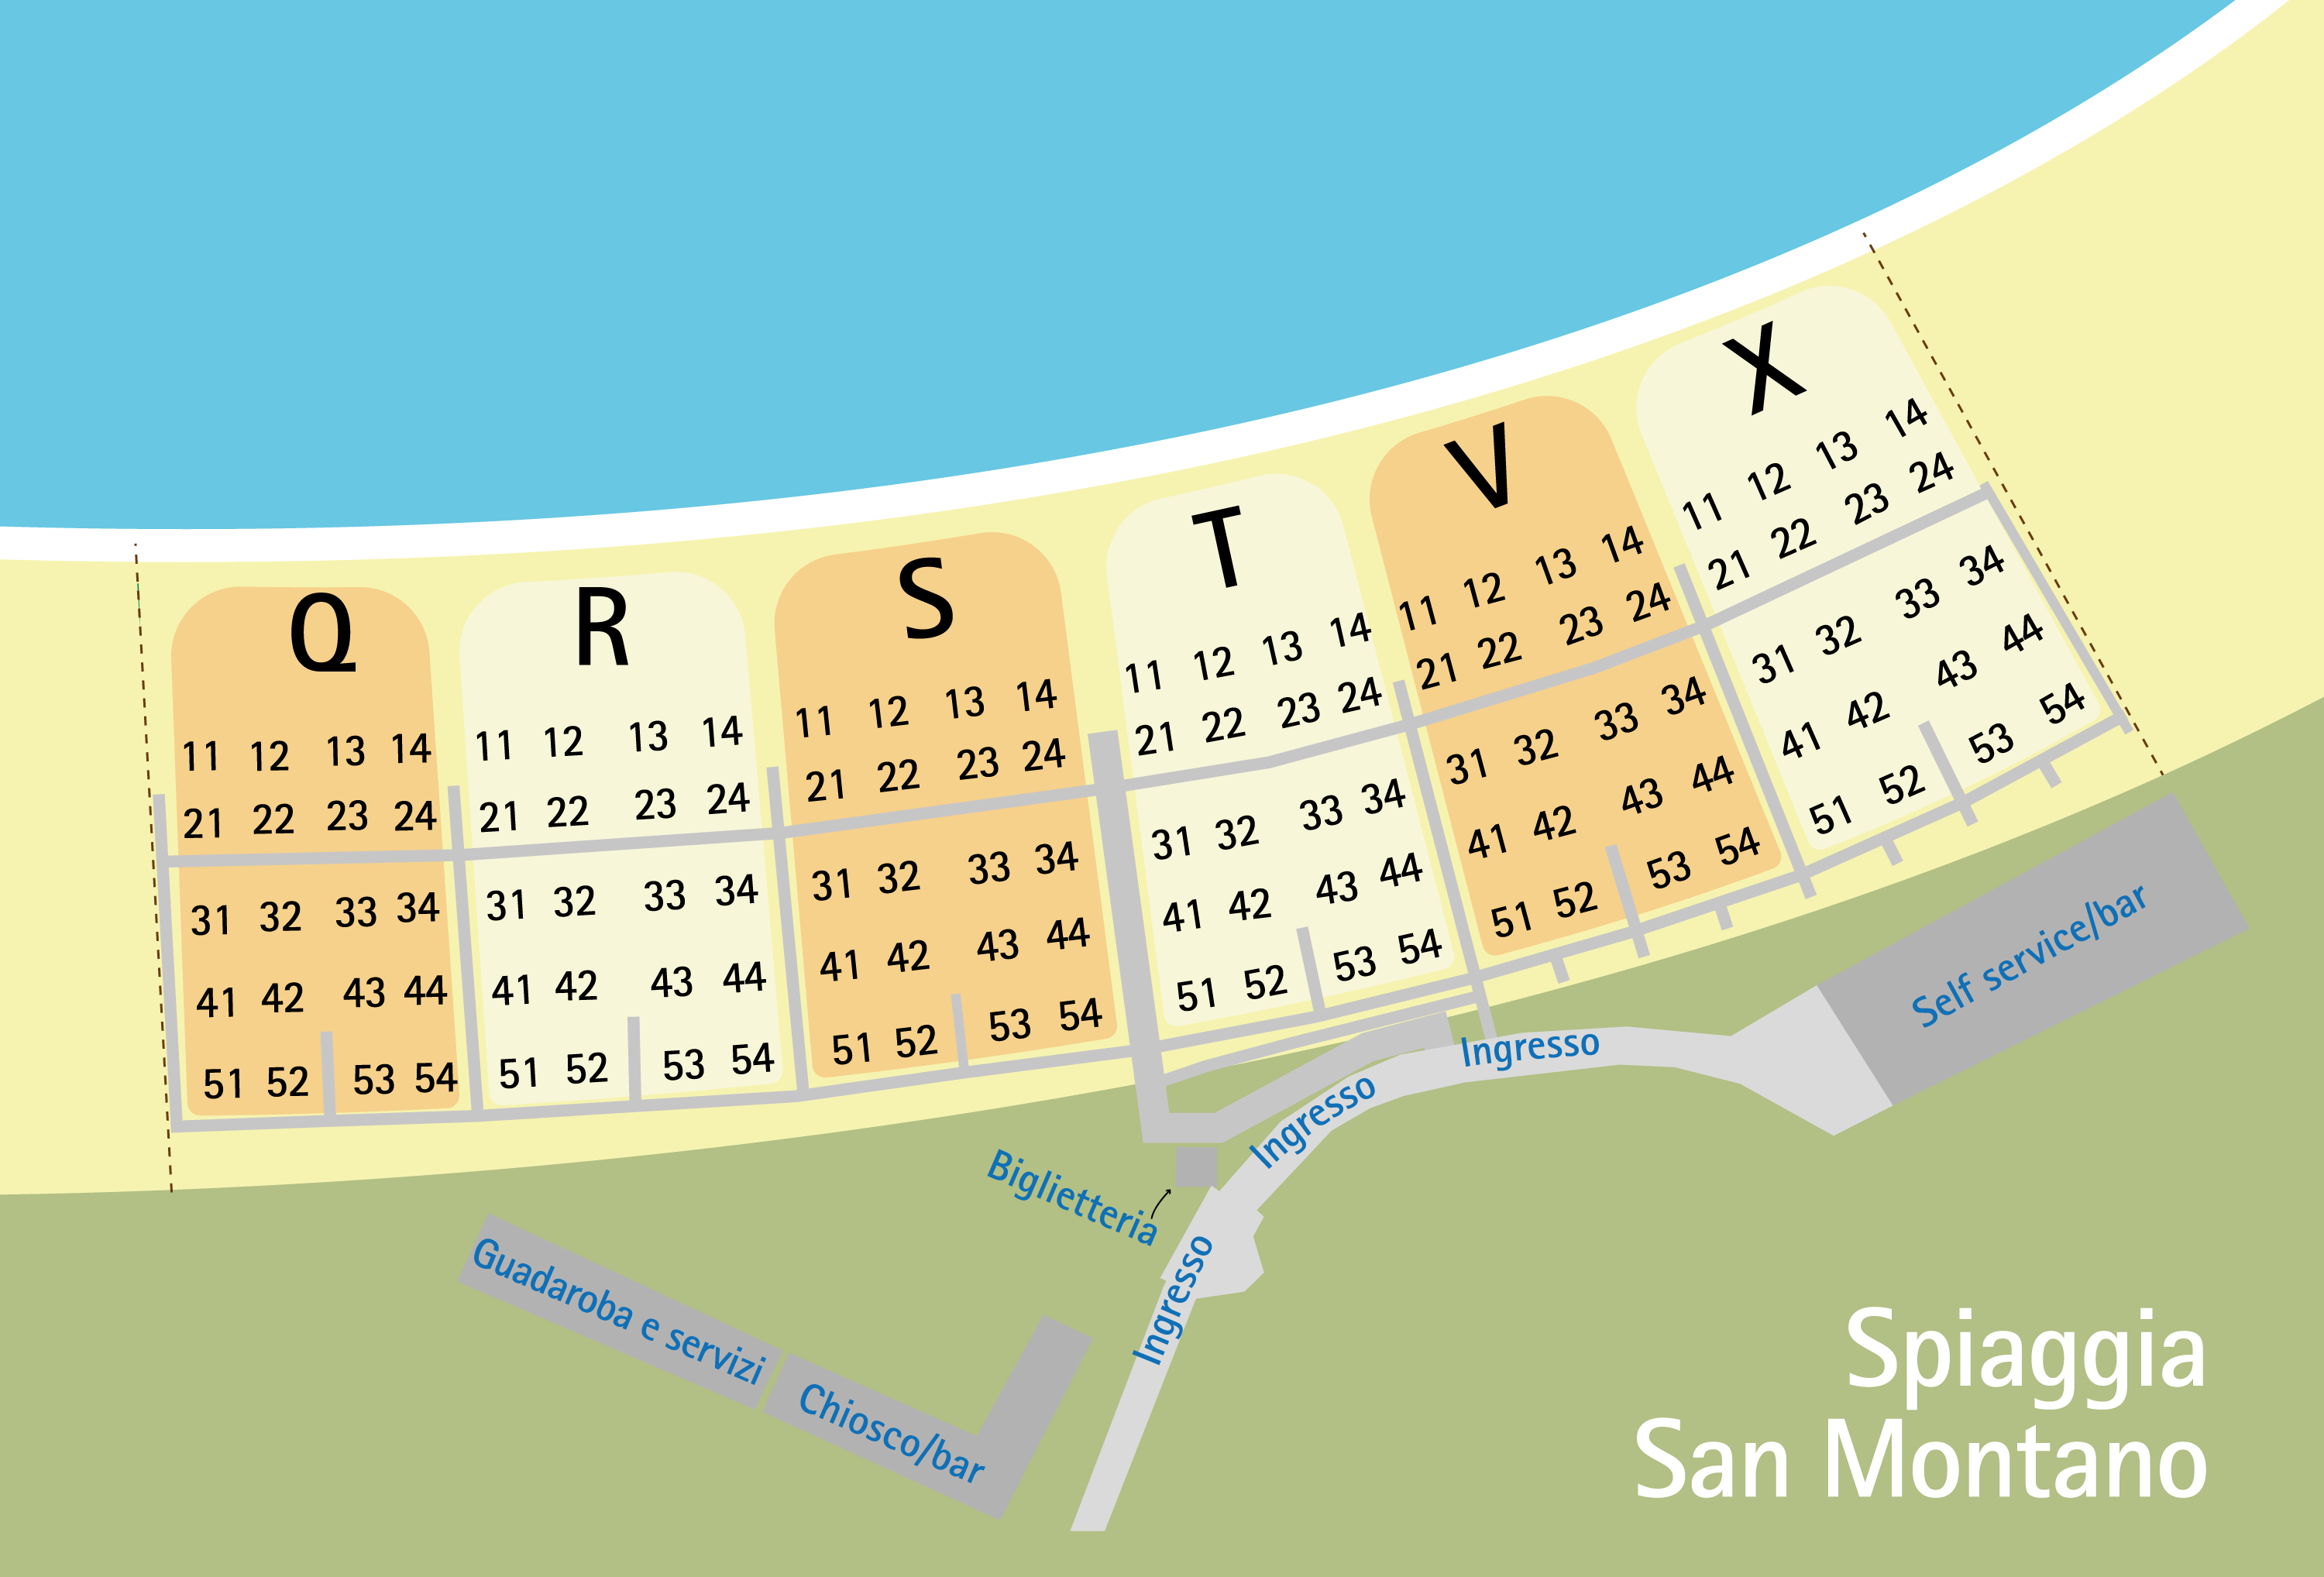 Q
11 12 13 14
21 22 23 24
31 32 33 34
41 42 43 44
51 52 53 54
R
11 12 13 14
21 22 23 24
31 32 33 34
41 42 43 44
51 52 53 54
S
11 12 13 14
21 22 23 24
31 32 33 34
41 42 43 44
51 52 53 54
T
11 12 13 14
21 22 23 24
31 32 33 34
41 42 43 44
51 52 53 54
V
11 12 13 14
21 22 23 24
31 32 33 34
41 42 43 44
51 52 53 54
X
11 12 13 14
21 22 23 24
31 32 33 34
41 42 43 44
51 52 53 54
Self service/bar
Ingresso
Ingresso
Biglietteria
Ingresso
Guadaroba e servizi
Chiosco/bar
Spiaggia
San Montano